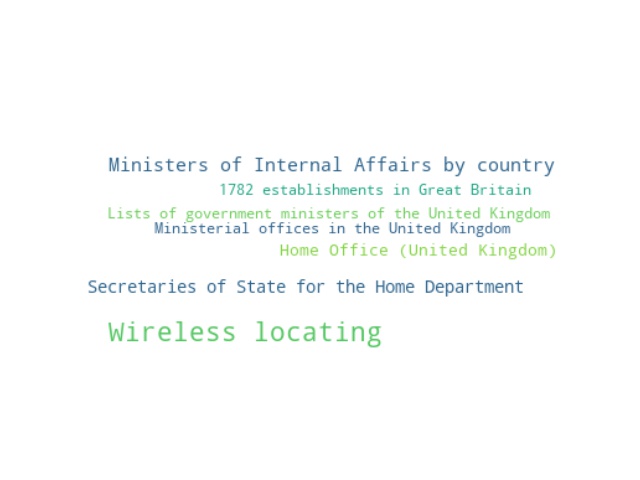 Ministers of Internal Affairs by country
1782 establishments in Great Britain
Lists of government ministers of the United Kingdom
Ministerial offices in the United Kingdom
Home Office (United Kingdom)
Secretaries of State for the Home Department
Wireless locating